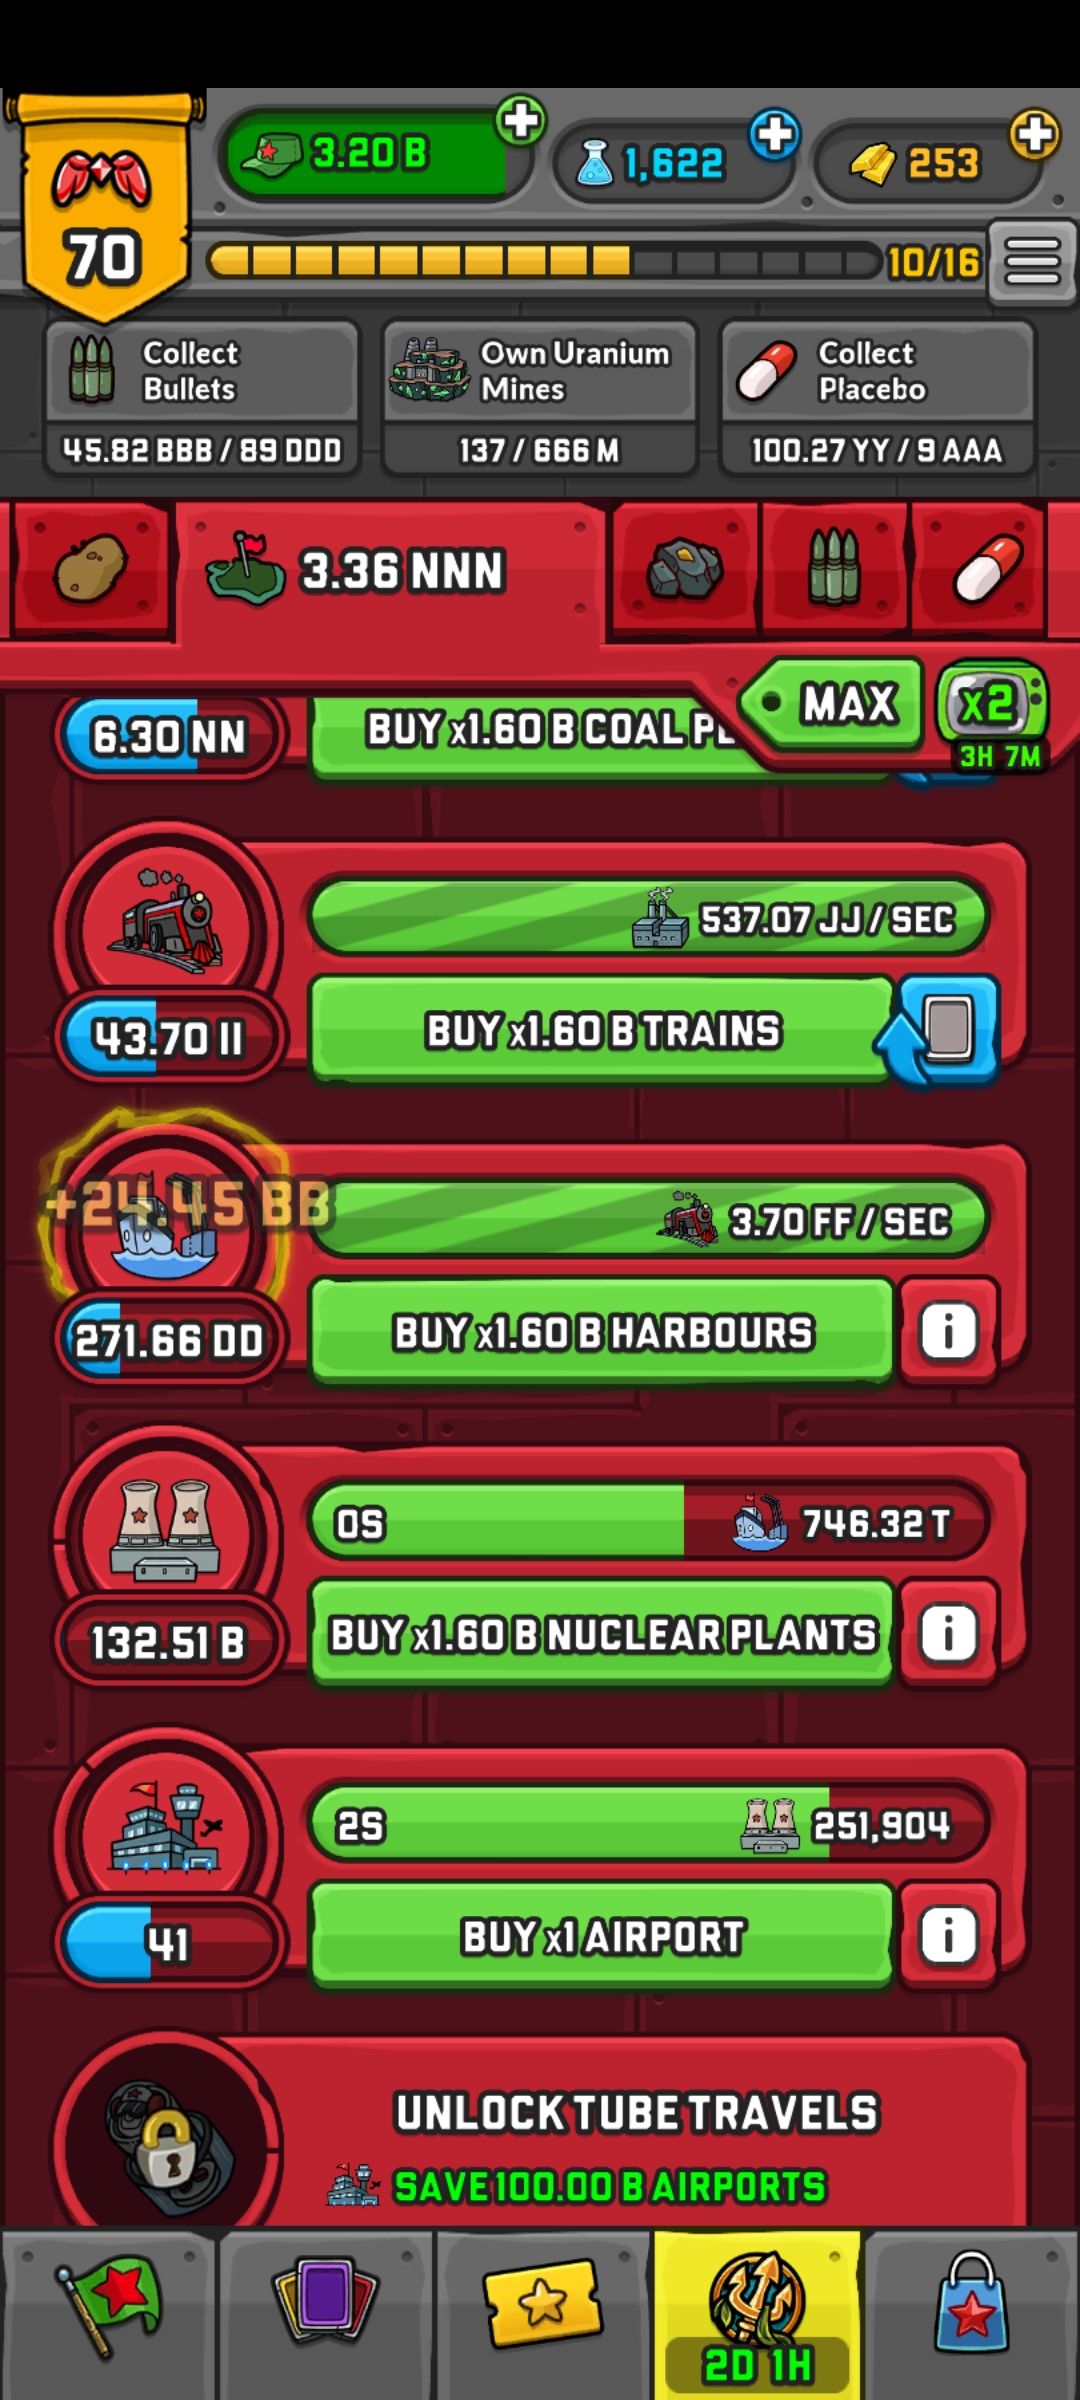 70
3.20 B
1,622
253
10/16
Collect
Bullets
45.82 BBB / 89 DDD
Own Uranium
Mines
137 / 666 M
Collect
Placebo
100.27 YY / 9 AAA
3.36 NNN
MAX
x2
3H 7M
6.30 NN
BUY x1.60 B COAL
537.07 JJ / SEC
43.70 II
BUY x1.60 B TRAINS
+24.45 BB
3.70 FF / SEC
271.66 DD
BUY x1.60 B HARBOURS
i
0S
746.32 T
132.51 B
BUY x1.60 B NUCLEAR PLANTS
i
2S
251,904
41
BUY x1 AIRPORT
i
UNLOCK TUBE TRAVELS
SAVE 100.00 B AIRPORTS
2D 1H